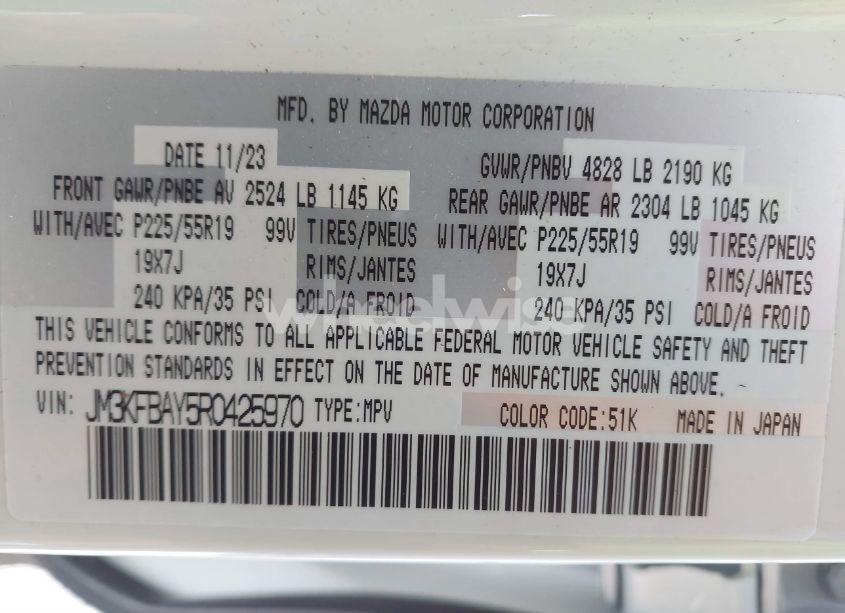 MFD. BY MAZDA MOTOR CORPORATION
DATE 11/23 GVWR/PNBV 4828 LB 2190 KG
FRONT GAWR/PNBE AV 2524 LB 1145 KG REAR GAWR/PNBE AR 2304 LB 1045 KG
WITH/AVEC P225/55R19 99V TIRES/PNEUS WITH/AVEC P225/55R19 99V TIRES/PNEUS
19X7J RIMS/JANTES 19X7J RIMS/JANTES
240 KPA/35 PSI COLD/A FROID 240 KPA/35 PSI COLD/A FROID
wheelwise
THIS VEHICLE CONFORMS TO ALL APPLICABLE FEDERAL MOTOR VEHICLE SAFETY AND THEFT
PREVENTION STANDARDS IN EFFECT ON THE DATE OF MANUFACTURE SHOWN ABOVE.
VIN: JM3KFBAY5R0425970 TYPE:MPV COLOR CODE:51K MADE IN JAPAN